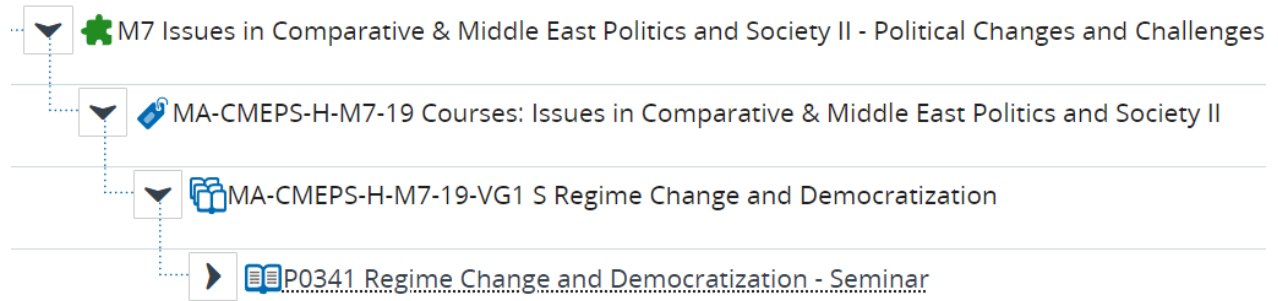 M7 Issues in Comparative & Middle East Politics and Society II - Political Changes and Challenges
MA-CMEPS-H-M7-19 Courses: Issues in Comparative & Middle East Politics and Society II
MA-CMEPS-H-M7-19-VG1 S Regime Change and Democratization
P0341 Regime Change and Democratization - Seminar